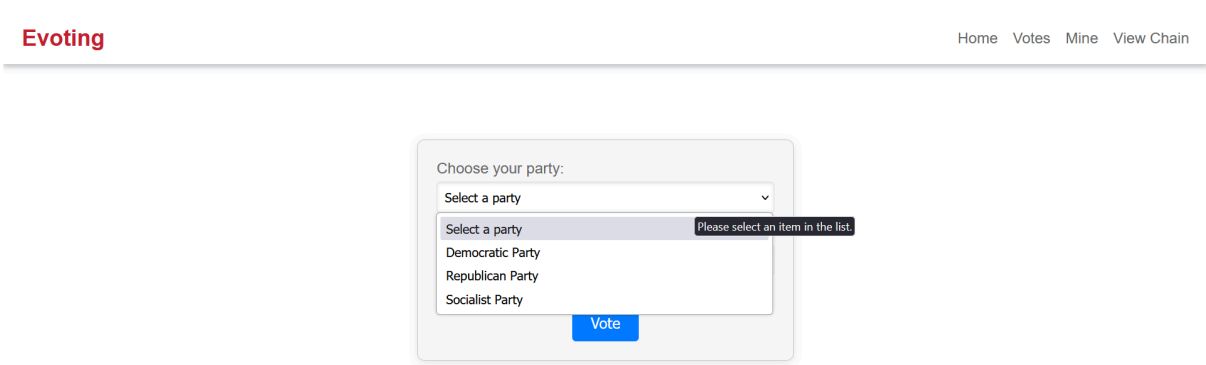 Evoting
Home Votes Mine View Chain
Choose your party:
Select a party
Select a party
Please select an item in the list.
Democratic Party
Republican Party
Socialist Party
Vote